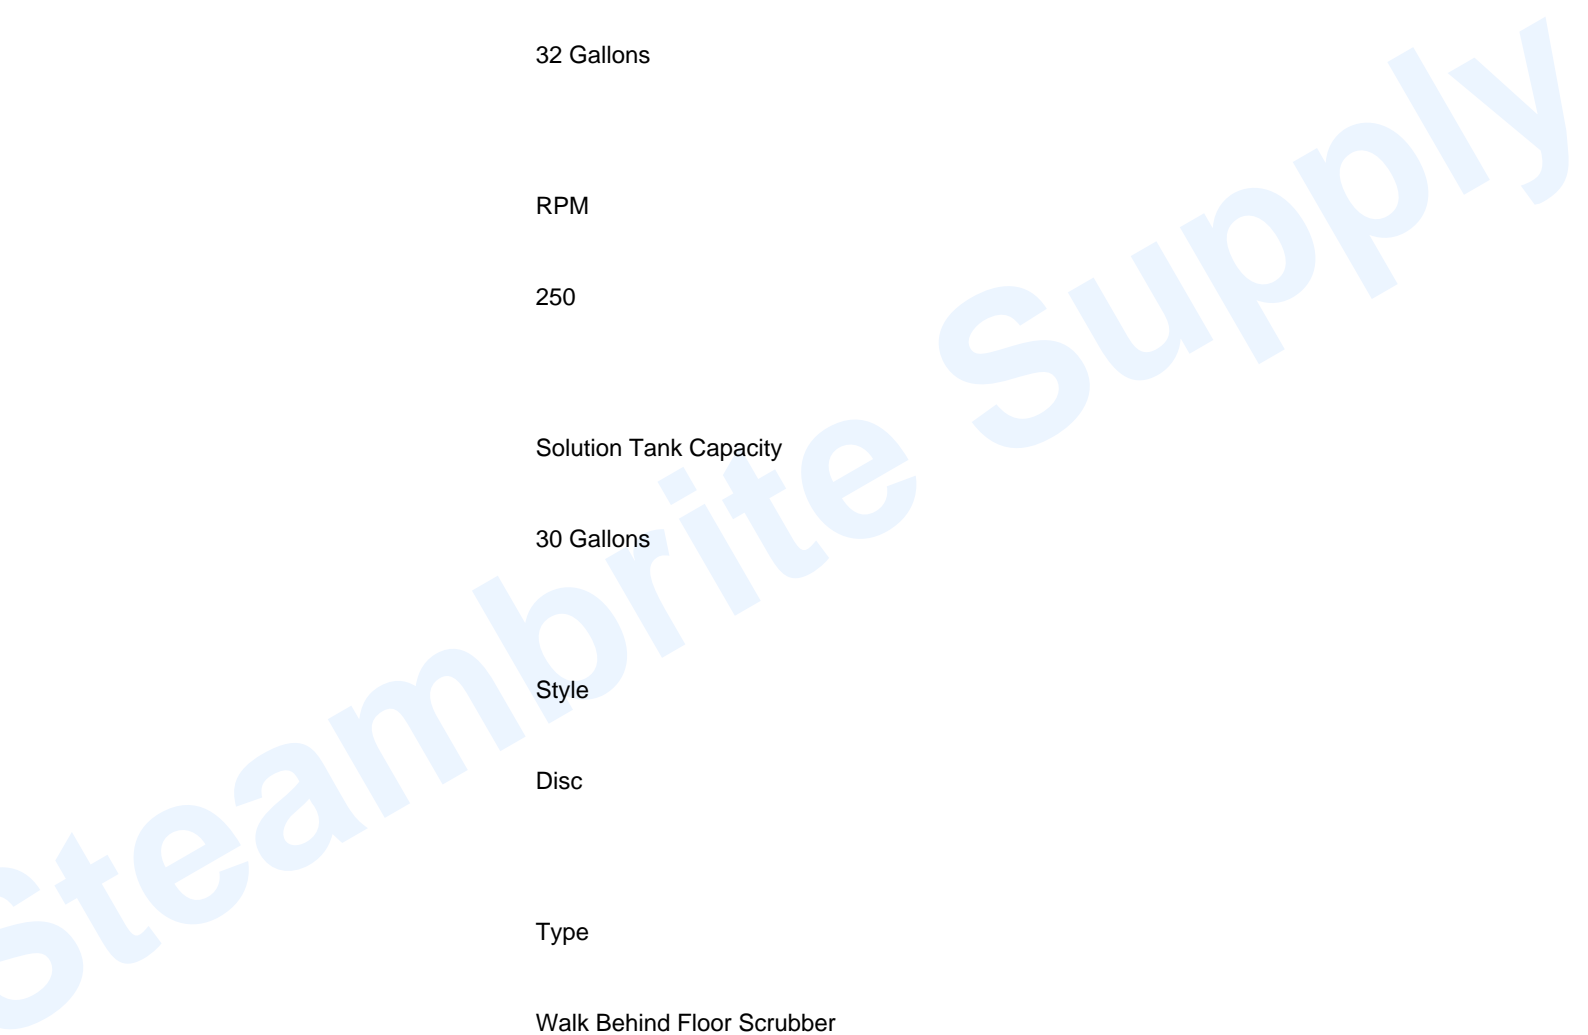 32 Gallons
RPM
250
Solution Tank Capacity
30 Gallons
Style
Disc
Type
Walk Behind Floor Scrubber
Steambrite Supply